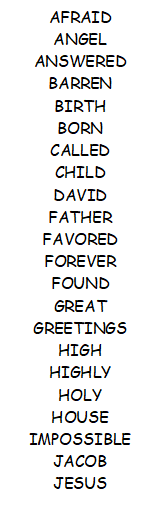 AFRAID
ANGEL
ANSWERED
BARREN
BIRTH
BORN
CALLED
CHILD
DAVID
FATHER
FAVORED
FOREVER
FOUND
GREAT
GREETINGS
HIGH
HIGHLY
HOLY
HOUSE
IMPOSSIBLE
JACOB
JESUS